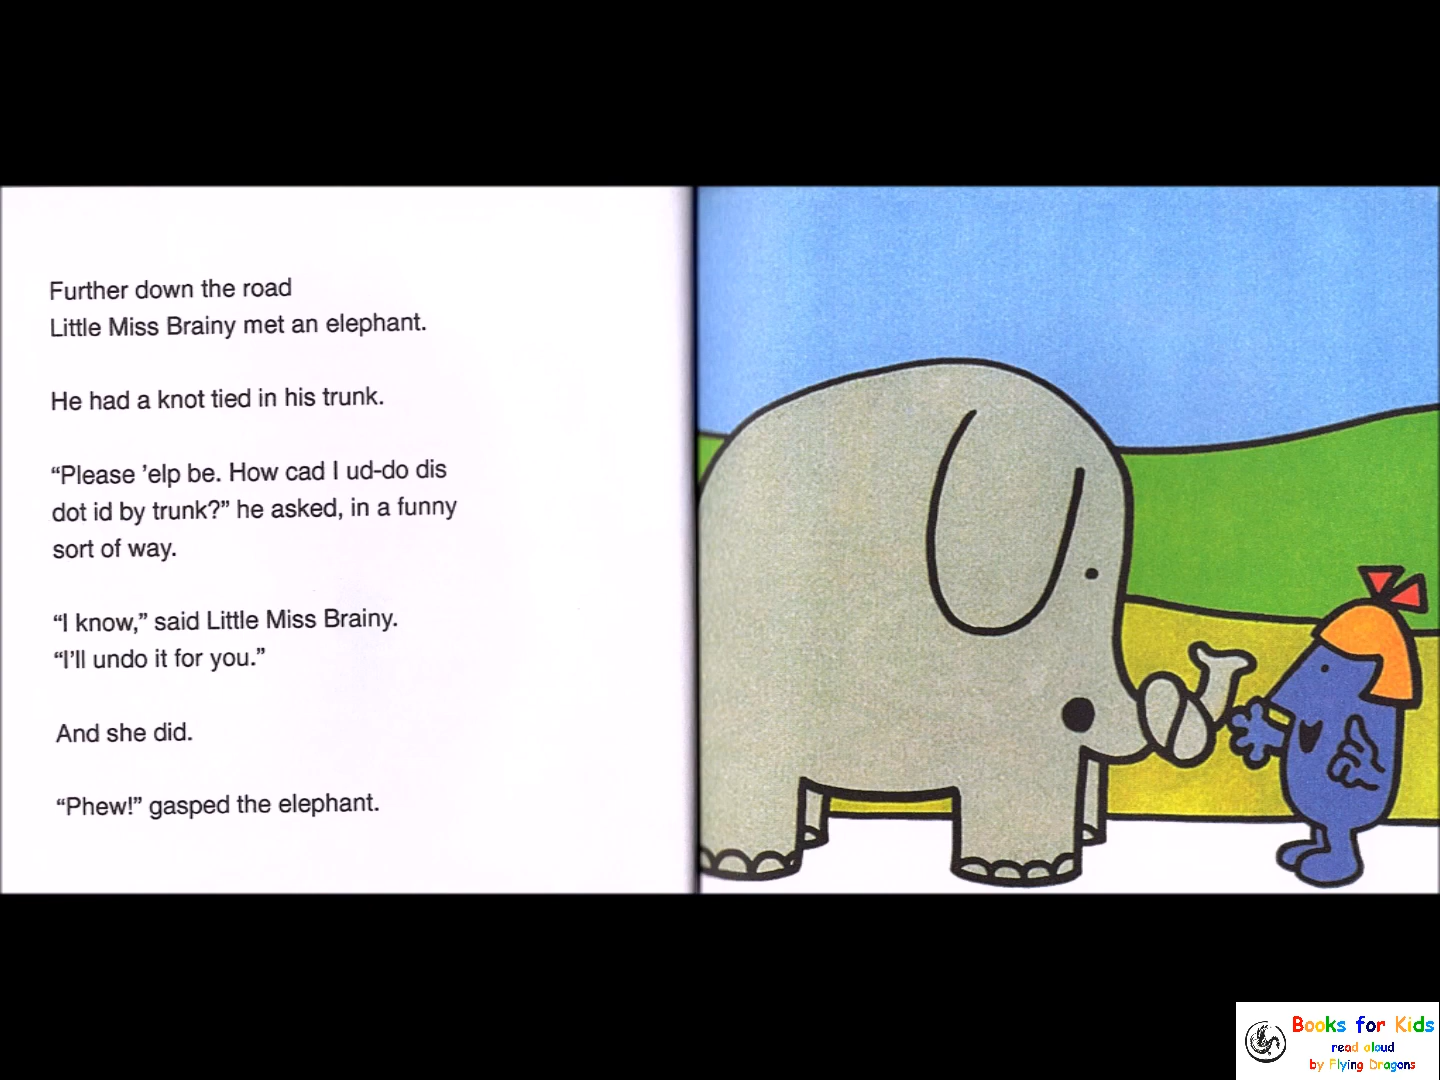 Further down the road
Little Miss Brainy met an elephant.
He had a knot tied in his trunk.
“Please ’elp be. How cad I ud-do dis
dot id by trunk?” he asked, in a funny
sort of way.
“I know,” said Little Miss Brainy.
“I’ll undo it for you.”
And she did.
“Phew!” gasped the elephant.
Books for Kids
read aloud
by Flying Dragons